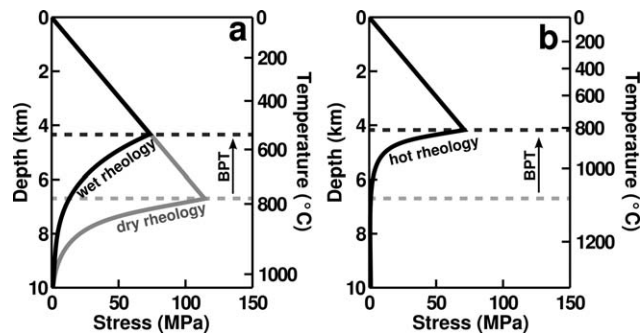 a
b
0
2
4
6
8
10
Depth (km)
0
200
400
600
800
1000
Temperature (°C)
wet rheology
dry rheology
BPT
0
50
100
150
Stress (MPa)
0
2
4
6
8
10
Depth (km)
0
200
400
600
800
1000
1200
Temperature (°C)
hot rheology
BPT
0
50
100
150
Stress (MPa)